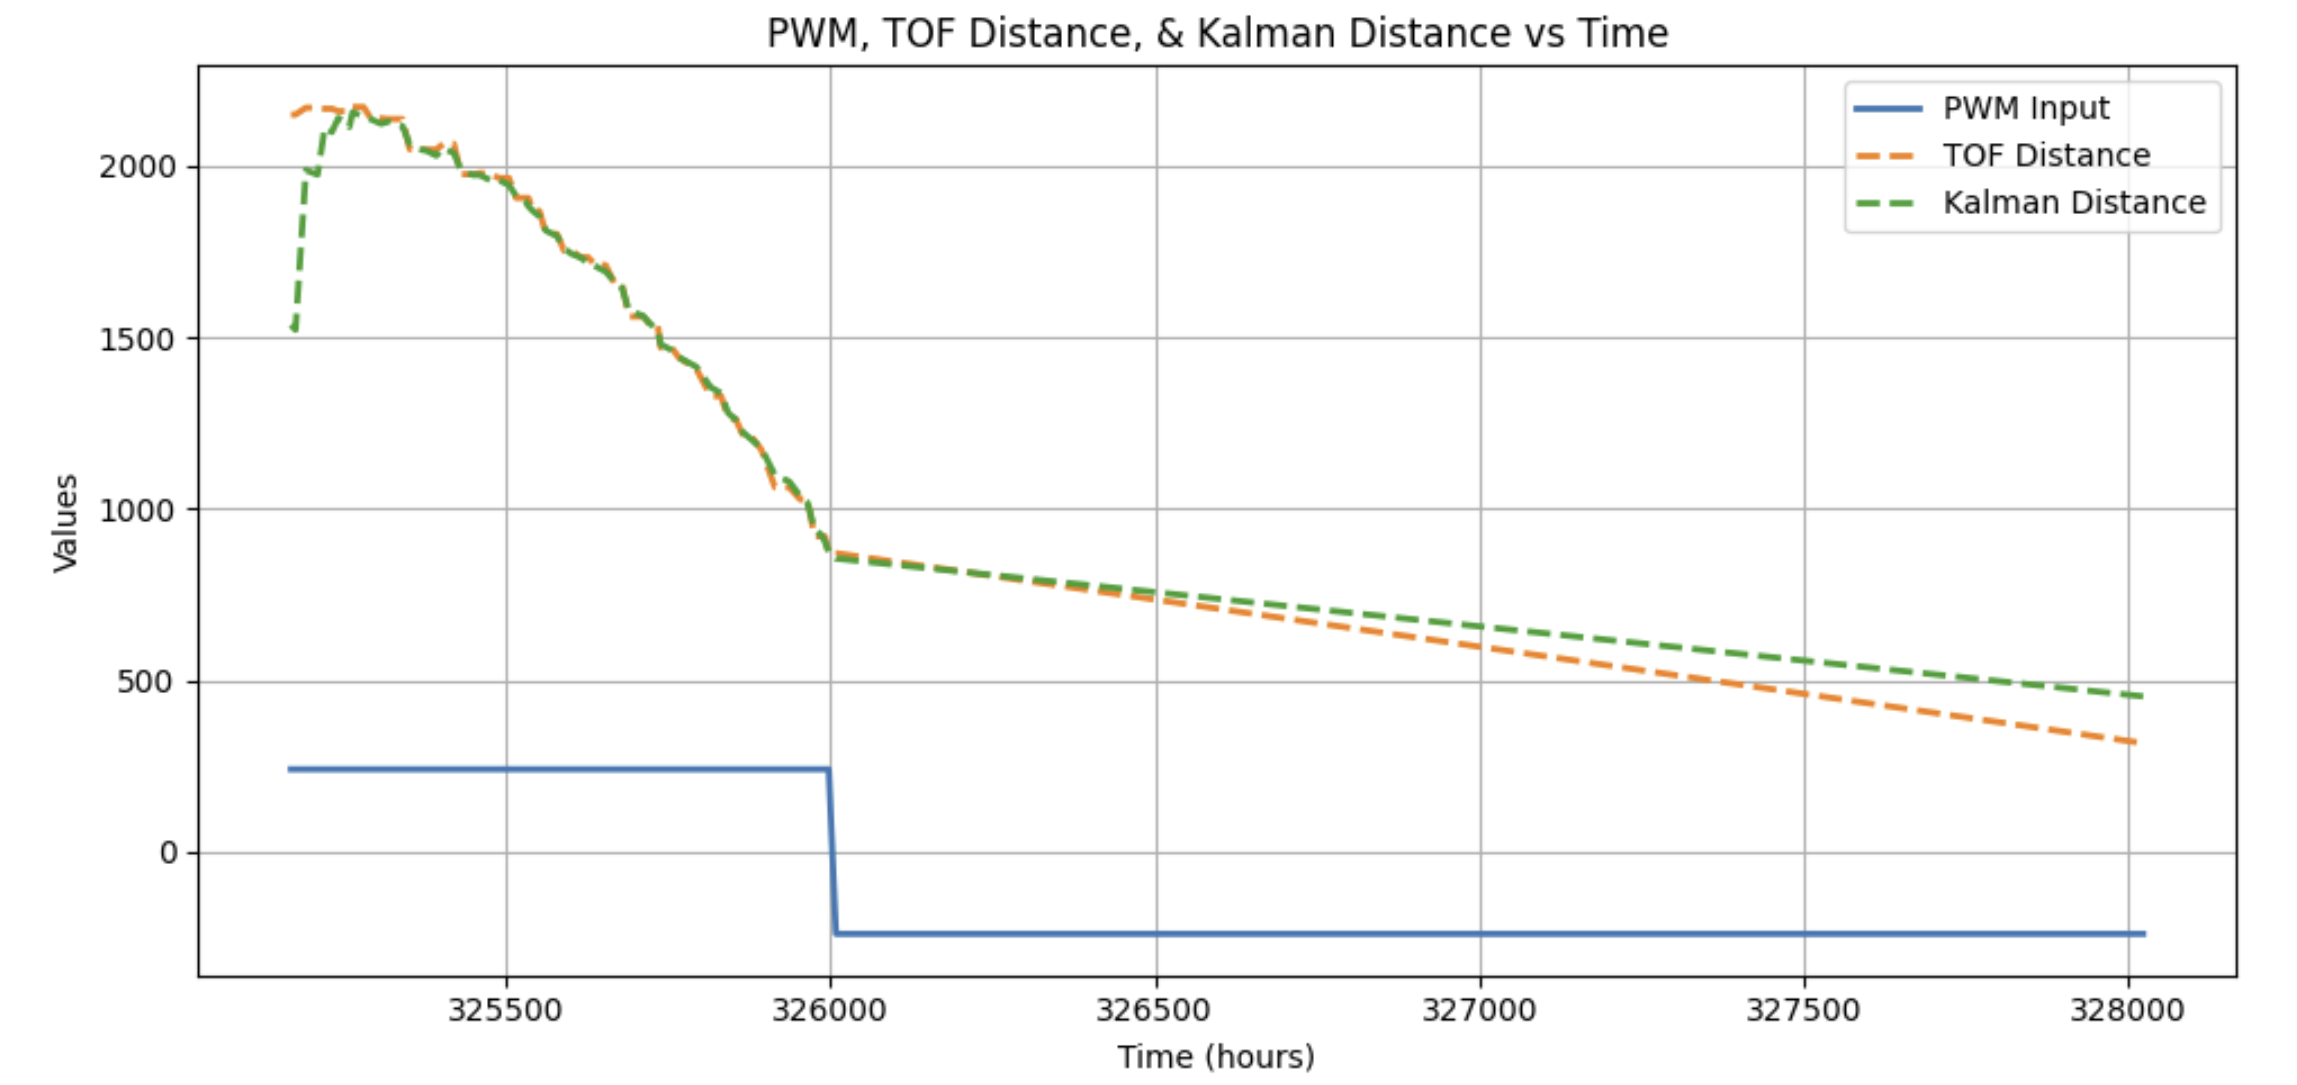 PWM, TOF Distance, & Kalman Distance vs Time
PWM Input
TOF Distance
Kalman Distance
Values
2000
1500
1000
500
0
325500 326000 326500 327000 327500 328000
Time (hours)